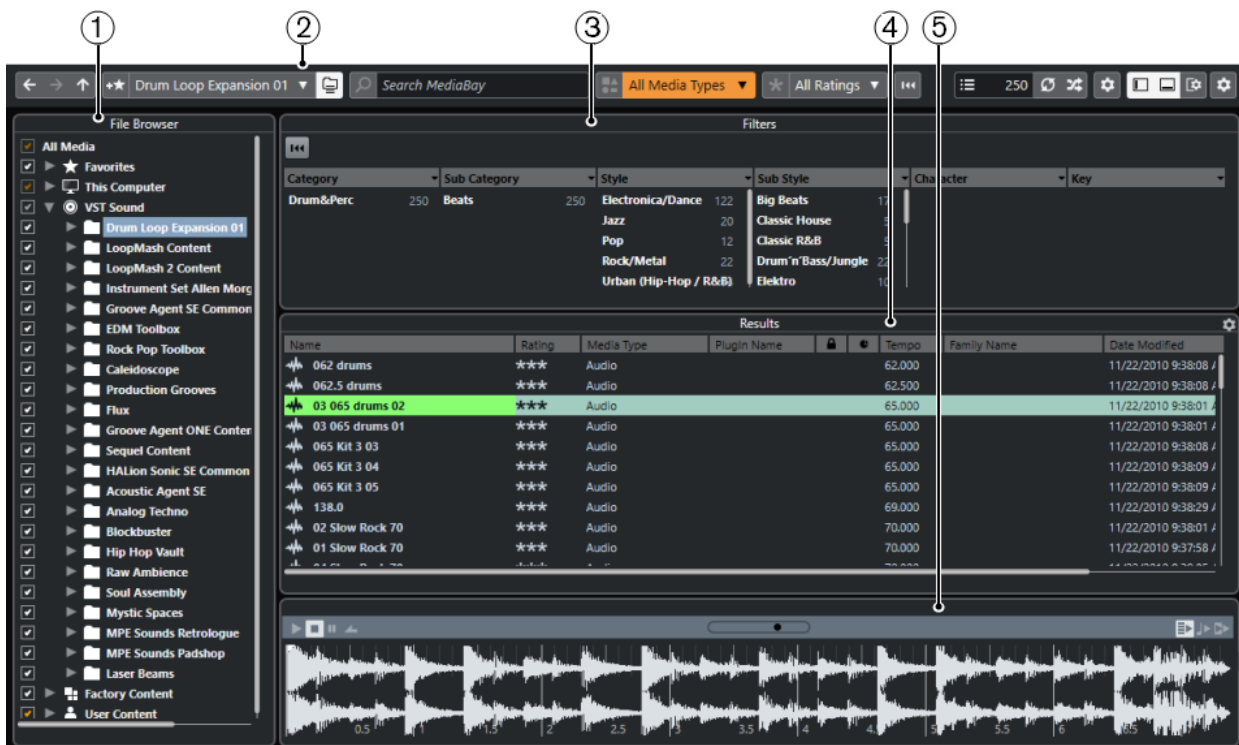 1 2 3 4 5
Drum Loop Expansion 01 Search MediaBay All Media Types All Ratings 250
File Browser
All Media
Favorites
This Computer
VST Sound
Drum Loop Expansion 01
LoopMash Content
LoopMash 2 Content
Instrument Set Allen Morg
Groove Agent SE Common
EDM Toolbox
Rock Pop Toolbox
Caleidoscope
Production Grooves
Flux
Groove Agent ONE Conter
Sequel Content
HALion Sonic SE Common
Acoustic Agent SE
Analog Techno
Blockbuster
Hip Hop Vault
Raw Ambience
Soul Assembly
Mystic Spaces
MPE Sounds Retrologue
MPE Sounds Padshop
Laser Beams
Factory Content
User Content
Filters
Category Sub Category Style Sub Style Character Key
Drum&Perc 250 Beats 250 Electronica/Dance 122 Big Beats 17
Jazz 20 Classic House 5
Pop 12 Classic R&B 5
Rock/Metal 22 Drum´n´Bass/Jungle 22
Urban (Hip-Hop / R&B) Elektro 10
Results
Name Rating Media Type PlugIn Name Tempo Family Name Date Modified
062 drums *** Audio 62.000 11/22/2010 9:38:08 A
062.5 drums *** Audio 62.500 11/22/2010 9:38:08 A
03 065 drums 02 *** Audio 65.000 11/22/2010 9:38:01 A
03 065 drums 01 *** Audio 65.000 11/22/2010 9:38:01 A
065 Kit 3 03 *** Audio 65.000 11/22/2010 9:38:08 A
065 Kit 3 04 *** Audio 65.000 11/22/2010 9:38:09 A
065 Kit 3 05 *** Audio 65.000 11/22/2010 9:38:09 A
138.0 *** Audio 69.000 11/22/2010 9:38:29 A
02 Slow Rock 70 *** Audio 70.000 11/22/2010 9:38:01 A
01 Slow Rock 70 *** Audio 70.000 11/22/2010 9:37:58 A
0.5 1 1.5 2 2.5 3 3.5 4 4. 5 5.5 6 6.5 7